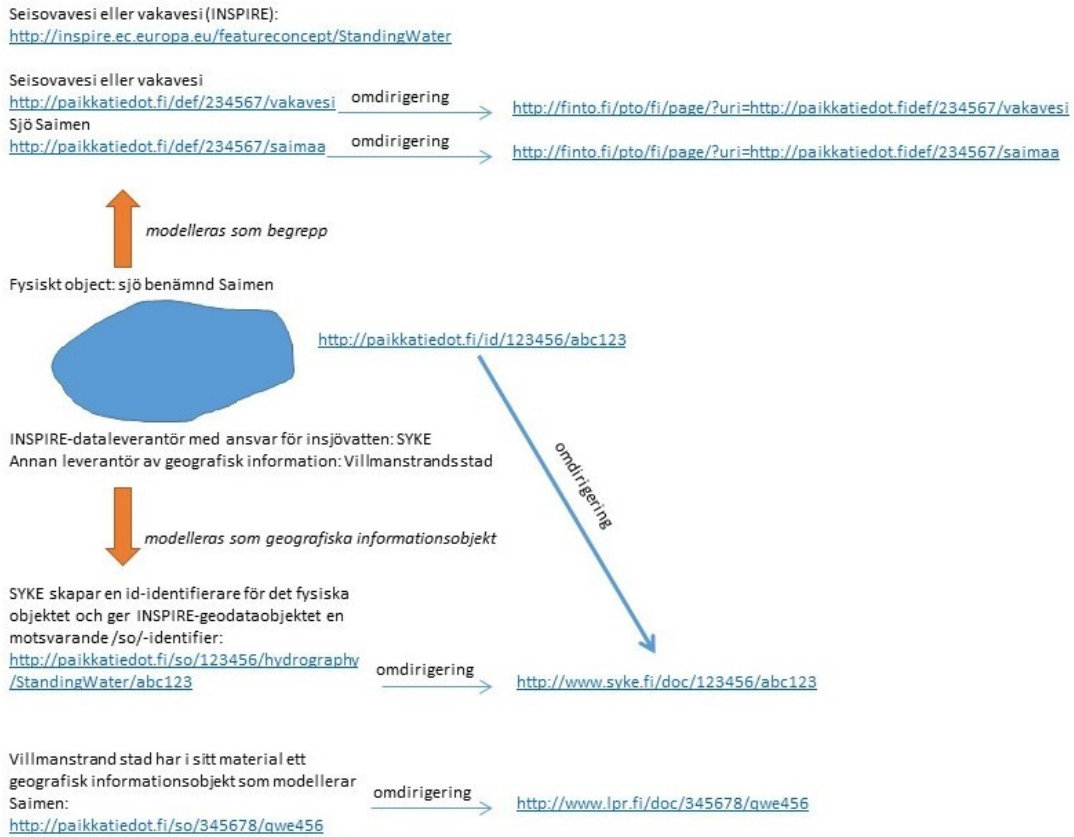 Seisovavesi eller vakavesi (INSPIRE):
http://inspire.ec.europa.eu/featureconcept/StandingWater
Seisovavesi eller vakavesi
http://paikkatiedot.fi/def/234567/vakavesi
omdirigering
http://finto.fi/pto/fi/page/?uri=http://paikkatiedot.fidef/234567/vakavesi
Sjö Saimen
http://paikkatiedot.fi/def/234567/saimaa
omdirigering
http://finto.fi/pto/fi/page/?uri=http://paikkatiedot.fidef/234567/saimaa
modelleras som begrepp
Fysiskt object: sjö benämnd Saimen
http://paikkatiedot.fi/id/123456/abc123
omdirigering
INSPIRE-dataleverantör med ansvar för insjövatten: SYKE
Annan leverantör av geografisk information: Villmanstrands stad
modelleras som geografiska informationsobjekt
SYKE skapar en id-identifierare för det fysiska
objektet och ger INSPIRE-geodataobjektet en
motsvarande /so/-identifier:
http://paikkatiedot.fi/so/123456/hydrography
/StandingWater/abc123
omdirigering
http://www.syke.fi/doc/123456/abc123
Villmanstrand stad har i sitt material ett
geografisk informationsobjekt som modellerar
Saimen:
http://paikkatiedot.fi/so/345678/qwe456
omdirigering
http://www.lpr.fi/doc/345678/qwe456